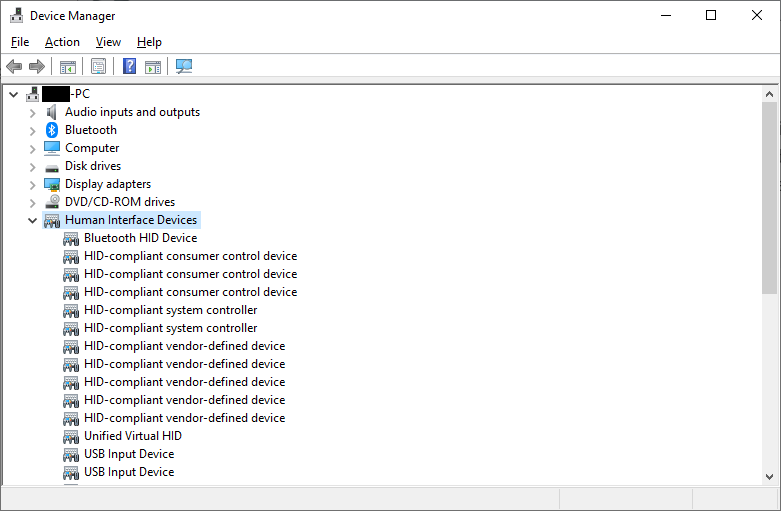 Device Manager
File Action View Help
-PC
Audio inputs and outputs
Bluetooth
Computer
Disk drives
Display adapters
DVD/CD-ROM drives
Human Interface Devices
Bluetooth HID Device
HID-compliant consumer control device
HID-compliant consumer control device
HID-compliant consumer control device
HID-compliant system controller
HID-compliant system controller
HID-compliant vendor-defined device
HID-compliant vendor-defined device
HID-compliant vendor-defined device
HID-compliant vendor-defined device
HID-compliant vendor-defined device
Unified Virtual HID
USB Input Device
USB Input Device